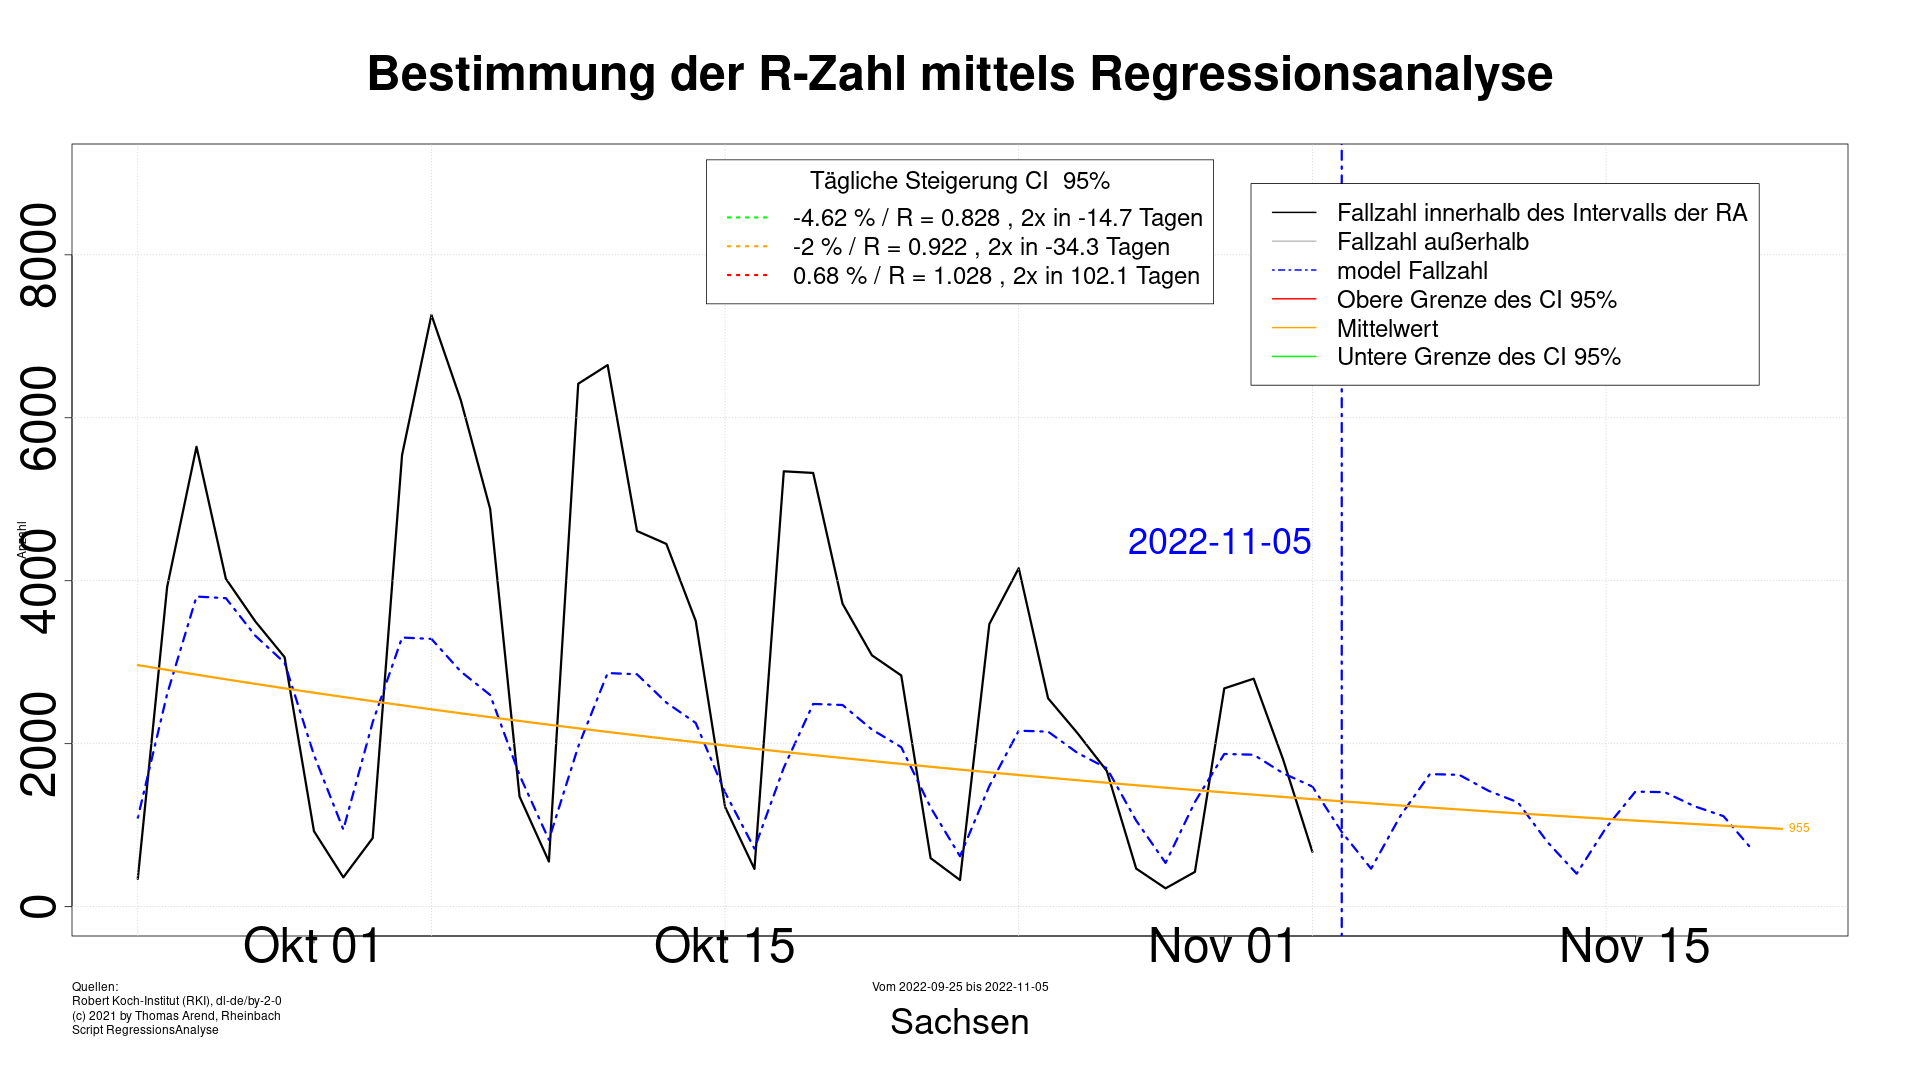 Bestimmung der R-Zahl mittels Regressionsanalyse
Tägliche Steigerung CI  95%
-4.62 % / R = 0.828 , 2x in -14.7 Tagen
-2 % / R = 0.922 , 2x in -34.3 Tagen
0.68 % / R = 1.028 , 2x in 102.1 Tagen
Fallzahl innerhalb des Intervalls der RA
Fallzahl außerhalb
model Fallzahl
Obere Grenze des CI 95%
Mittelwert
Untere Grenze des CI 95%
8000
6000
4000
2000
0
Anzahl
2022-11-05
955
Okt 01
Okt 15
Nov 01
Nov 15
Quellen:
Robert Koch-Institut (RKI), dl-de/by-2-0
(c) 2021 by Thomas Arend, Rheinbach
Script RegressionsAnalyse
Vom 2022-09-25 bis 2022-11-05
Sachsen